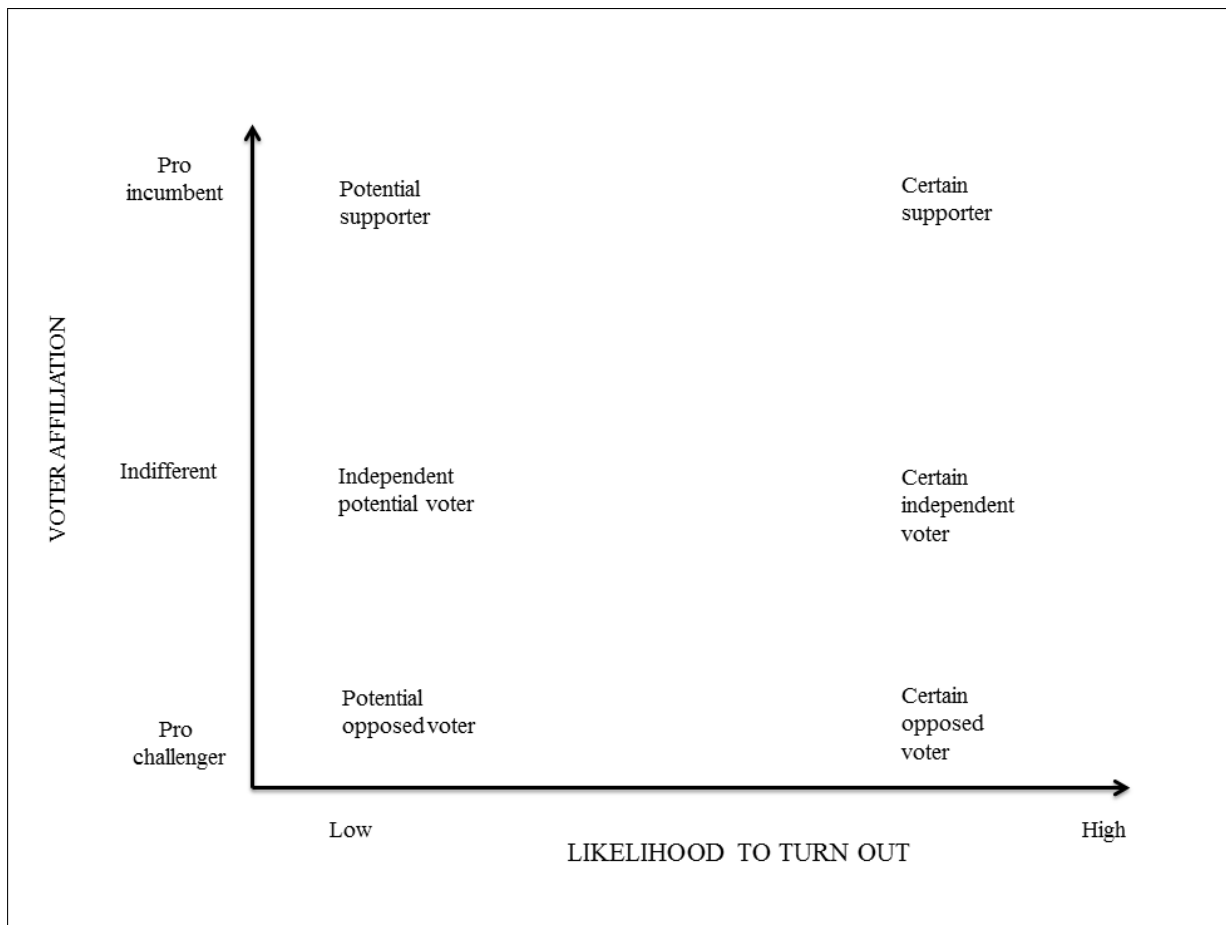 Pro
incumbent
Potential
supporter
Certain
supporter
VOTER AFFILIATION
Indifferent
Independent
potential voter
Certain
independent
voter
Pro
challenger
Potential
opposed voter
Certain
opposed
voter
Low
High
LIKELIHOOD TO TURN OUT